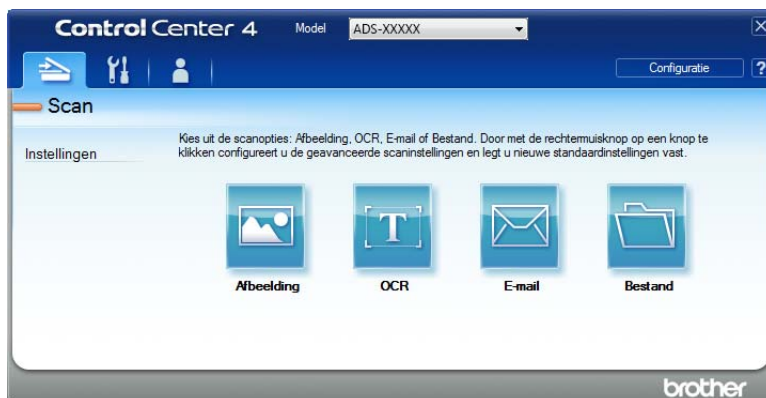 Control Center 4 Model ADS-XXXXX
Configuratie ?
Scan
Instellingen
Kies uit de scanopties: Afbeelding, OCR, E-mail of Bestand. Door met de rechtermuisknop op een knop te
klikken configureert u de geavanceerde scaninstellingen en legt u nieuwe standaardinstellingen vast.
T
Afbeelding OCR E-mail Bestand
brother